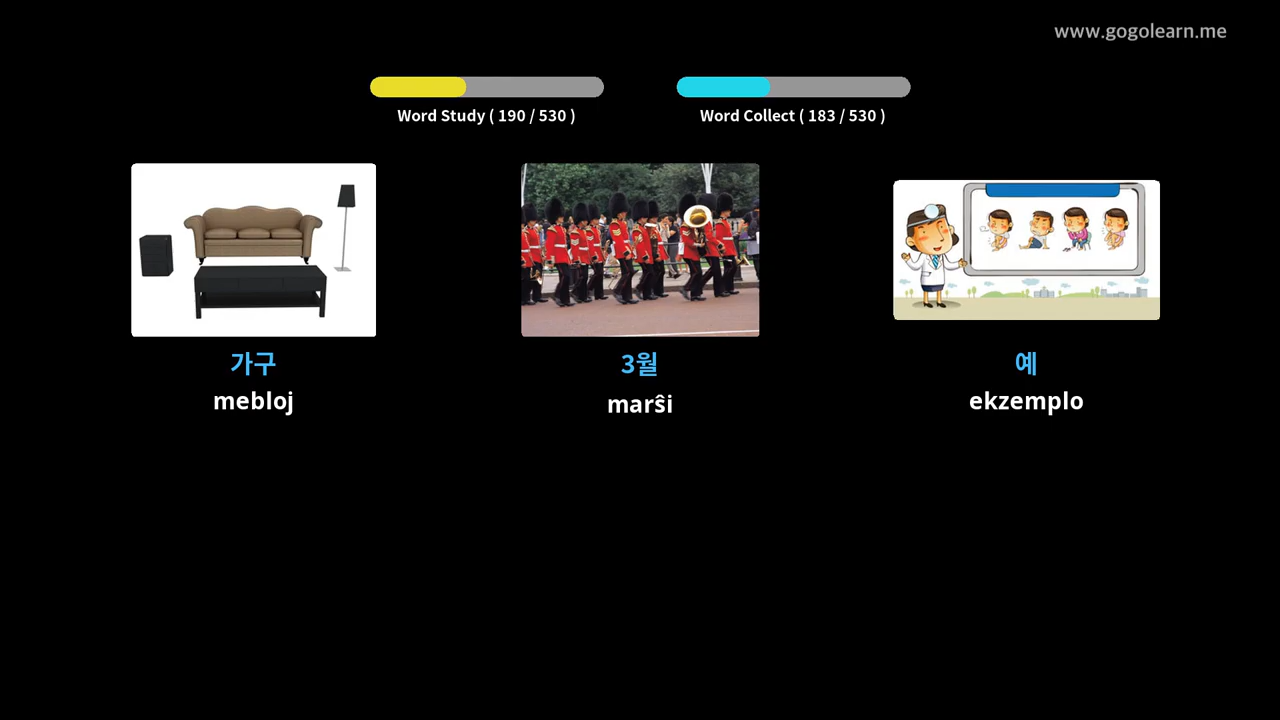 www.gogolearn.me
Word Study ( 190 / 530 )
Word Collect ( 183 / 530 )
가구
mebloj
3월
marŝi
예
ekzemplo